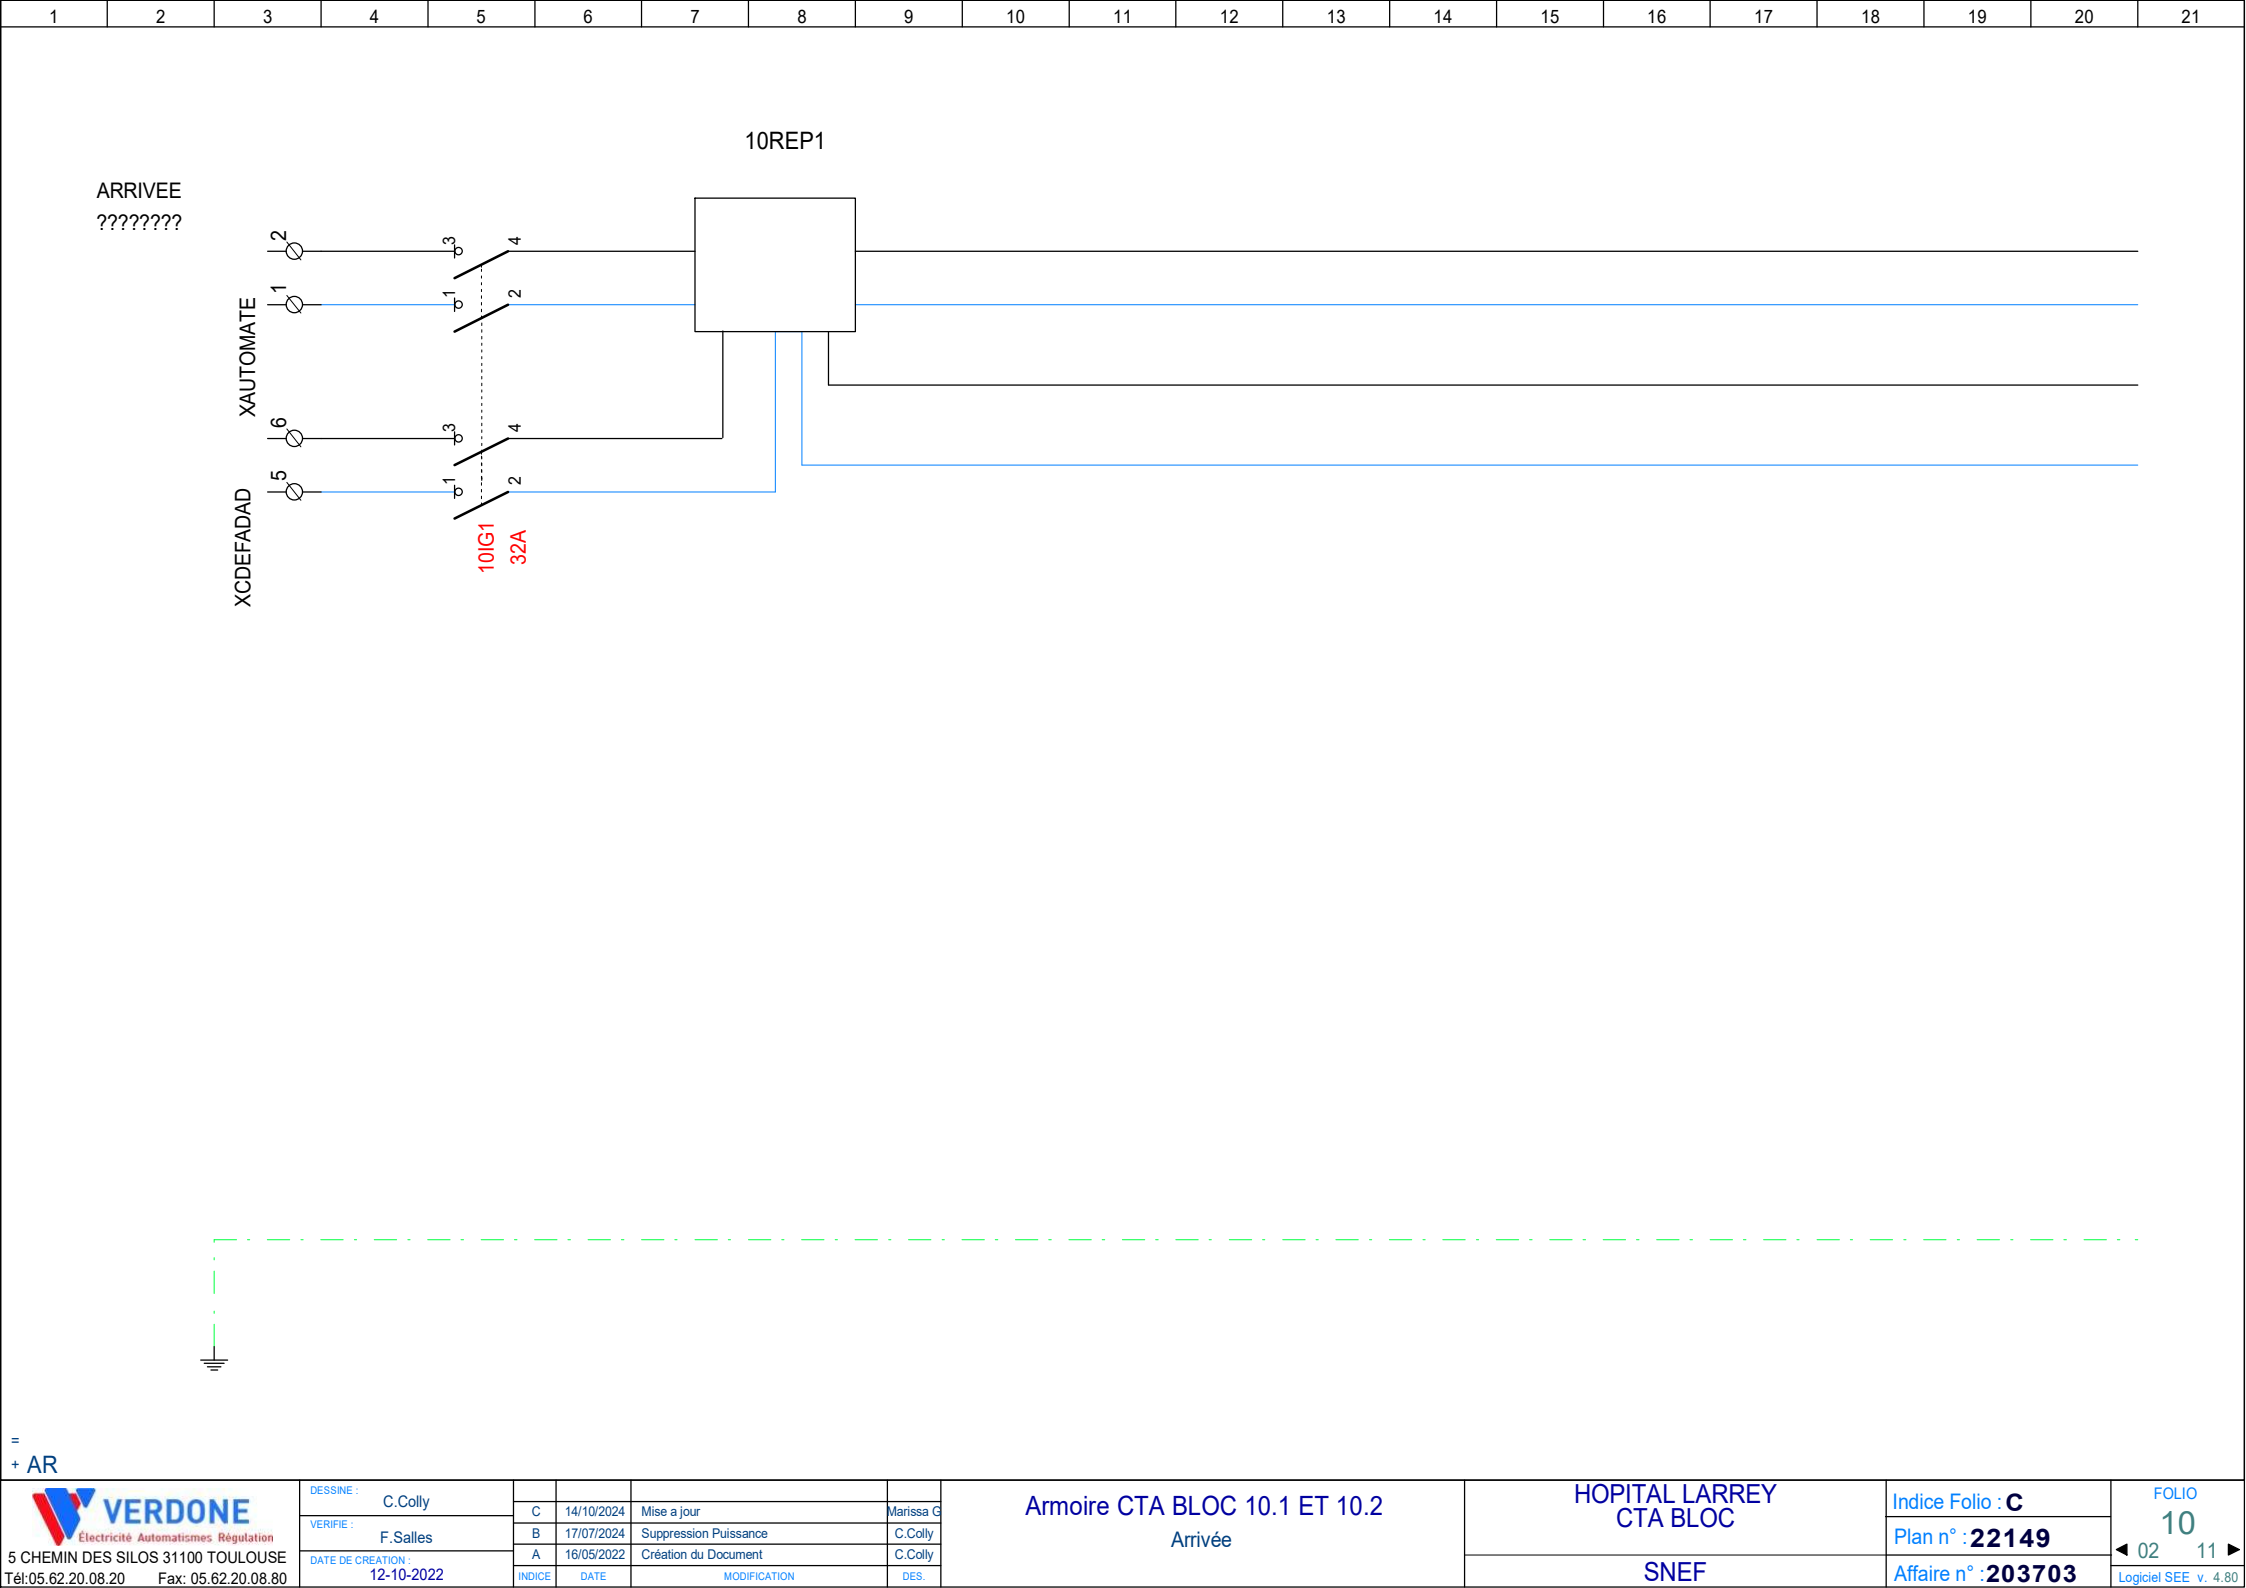 1 2 3 4 5 6 7 8 9 10 11 12 13 14 15 16 17 18 19 20 21
10REP1
ARRIVEE
????????
2 3 4
1 1 2
XAUTOMATE
6 3 4
5 1 2
XCDEFADAD
10IG1
32A
=
+ AR
VERDONE
Électricité Automatismes Régulation
5 CHEMIN DES SILOS 31100 TOULOUSE
Tél:05.62.20.08.20 Fax: 05.62.20.08.80
DESSINE :
C.Colly
VERIFIE :
F.Salles
DATE DE CREATION :
12-10-2022
C 14/10/2024 Mise a jour Marissa G
B 17/07/2024 Suppression Puissance C.Colly
A 16/05/2022 Création du Document C.Colly
INDICE DATE MODIFICATION DES.
Armoire CTA BLOC 10.1 ET 10.2
Arrivée
HOPITAL LARREY
CTA BLOC
SNEF
Indice Folio : C
Plan n° : 22149
Affaire n° : 203703
FOLIO
10
02 11
Logiciel SEE v. 4.80